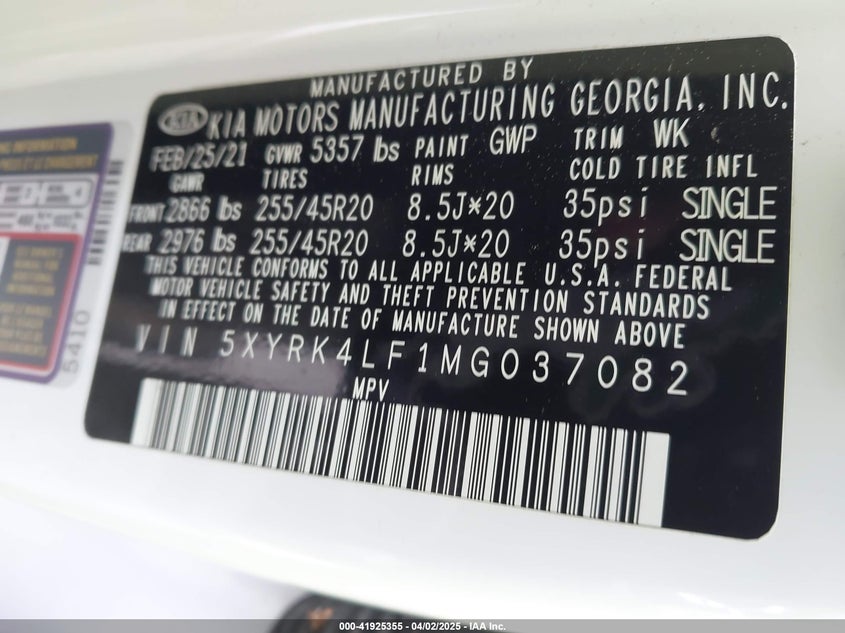 MANUFACTURED BY
KIA KIA MOTORS MANUFACTURING GEORGIA, INC.
FEB/25/21 GVWR 5357 lbs PAINT GWP TRIM WK
GAWR TIRES RIMS COLD TIRE INFL
FRONT 2866 lbs 255/45R20 8.5J*20 35psi SINGLE
REAR 2976 lbs 255/45R20 8.5J*20 35psi SINGLE
THIS VEHICLE CONFORMS TO ALL APPLICABLE U.S.A. FEDERAL
MOTOR VEHICLE SAFETY AND THEFT PREVENTION STANDARDS
IN EFFECT ON THE DATE OF MANUFACTURE SHOWN ABOVE
VIN 5XYRK4LF1MG037082
MPV
5410
000-41925355 - 04/02/2025 - IAA Inc.